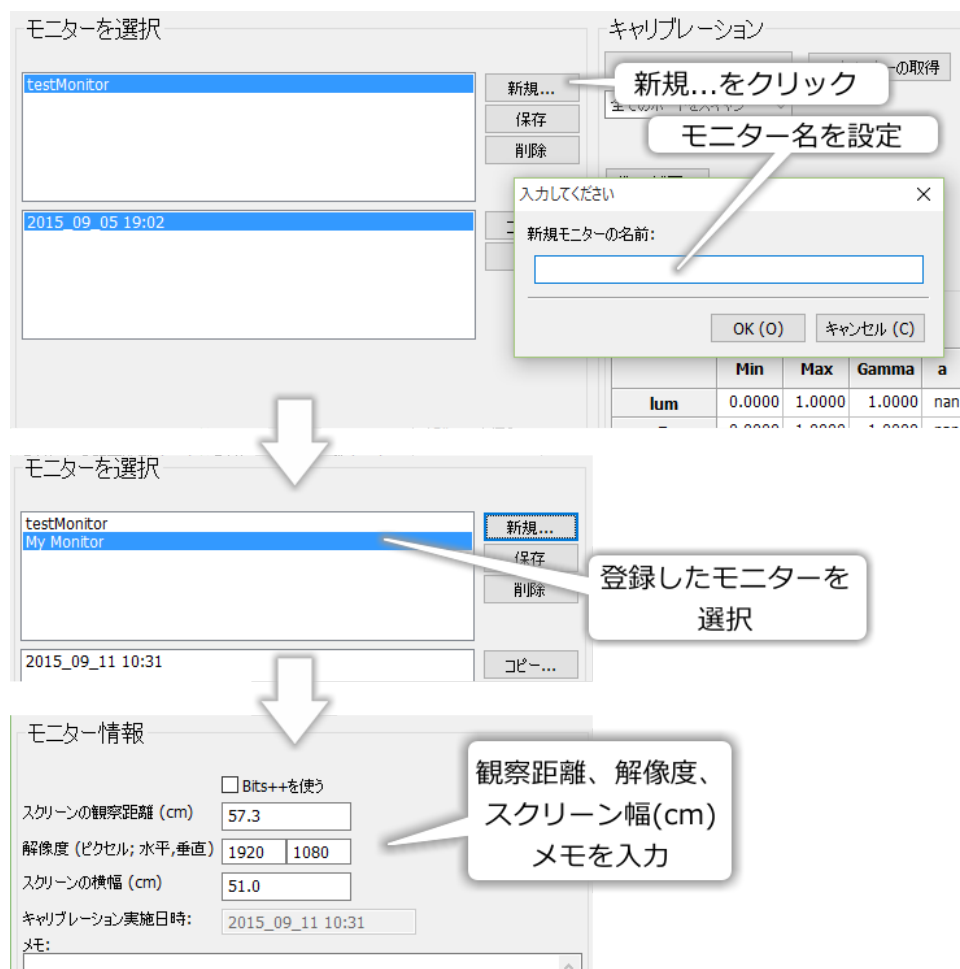 モニターを選択
キャリブレーション
testMonitor
新規...
の取得
新規...をクリック
保存
モニター名を設定
削除
入力してください
2015_09_05 19:02
新規モニターの名前:
OK (O)
キャンセル (C)
Min Max Gamma a
lum 0.0000 1.0000 1.0000 nan
モニターを選択
testMonitor
新規...
My Monitor
保存
登録したモニターを
選択
削除
2015_09_11 10:31
コピー...
モニター情報
Bits++を使う
観察距離、解像度、
スクリーン幅(cm)
メモを入力
スクリーンの観察距離 (cm) 57.3
解像度 (ピクセル; 水平,垂直) 1920 1080
スクリーンの横幅 (cm) 51.0
キャリブレーション実施日時: 2015_09_11 10:31
メモ: